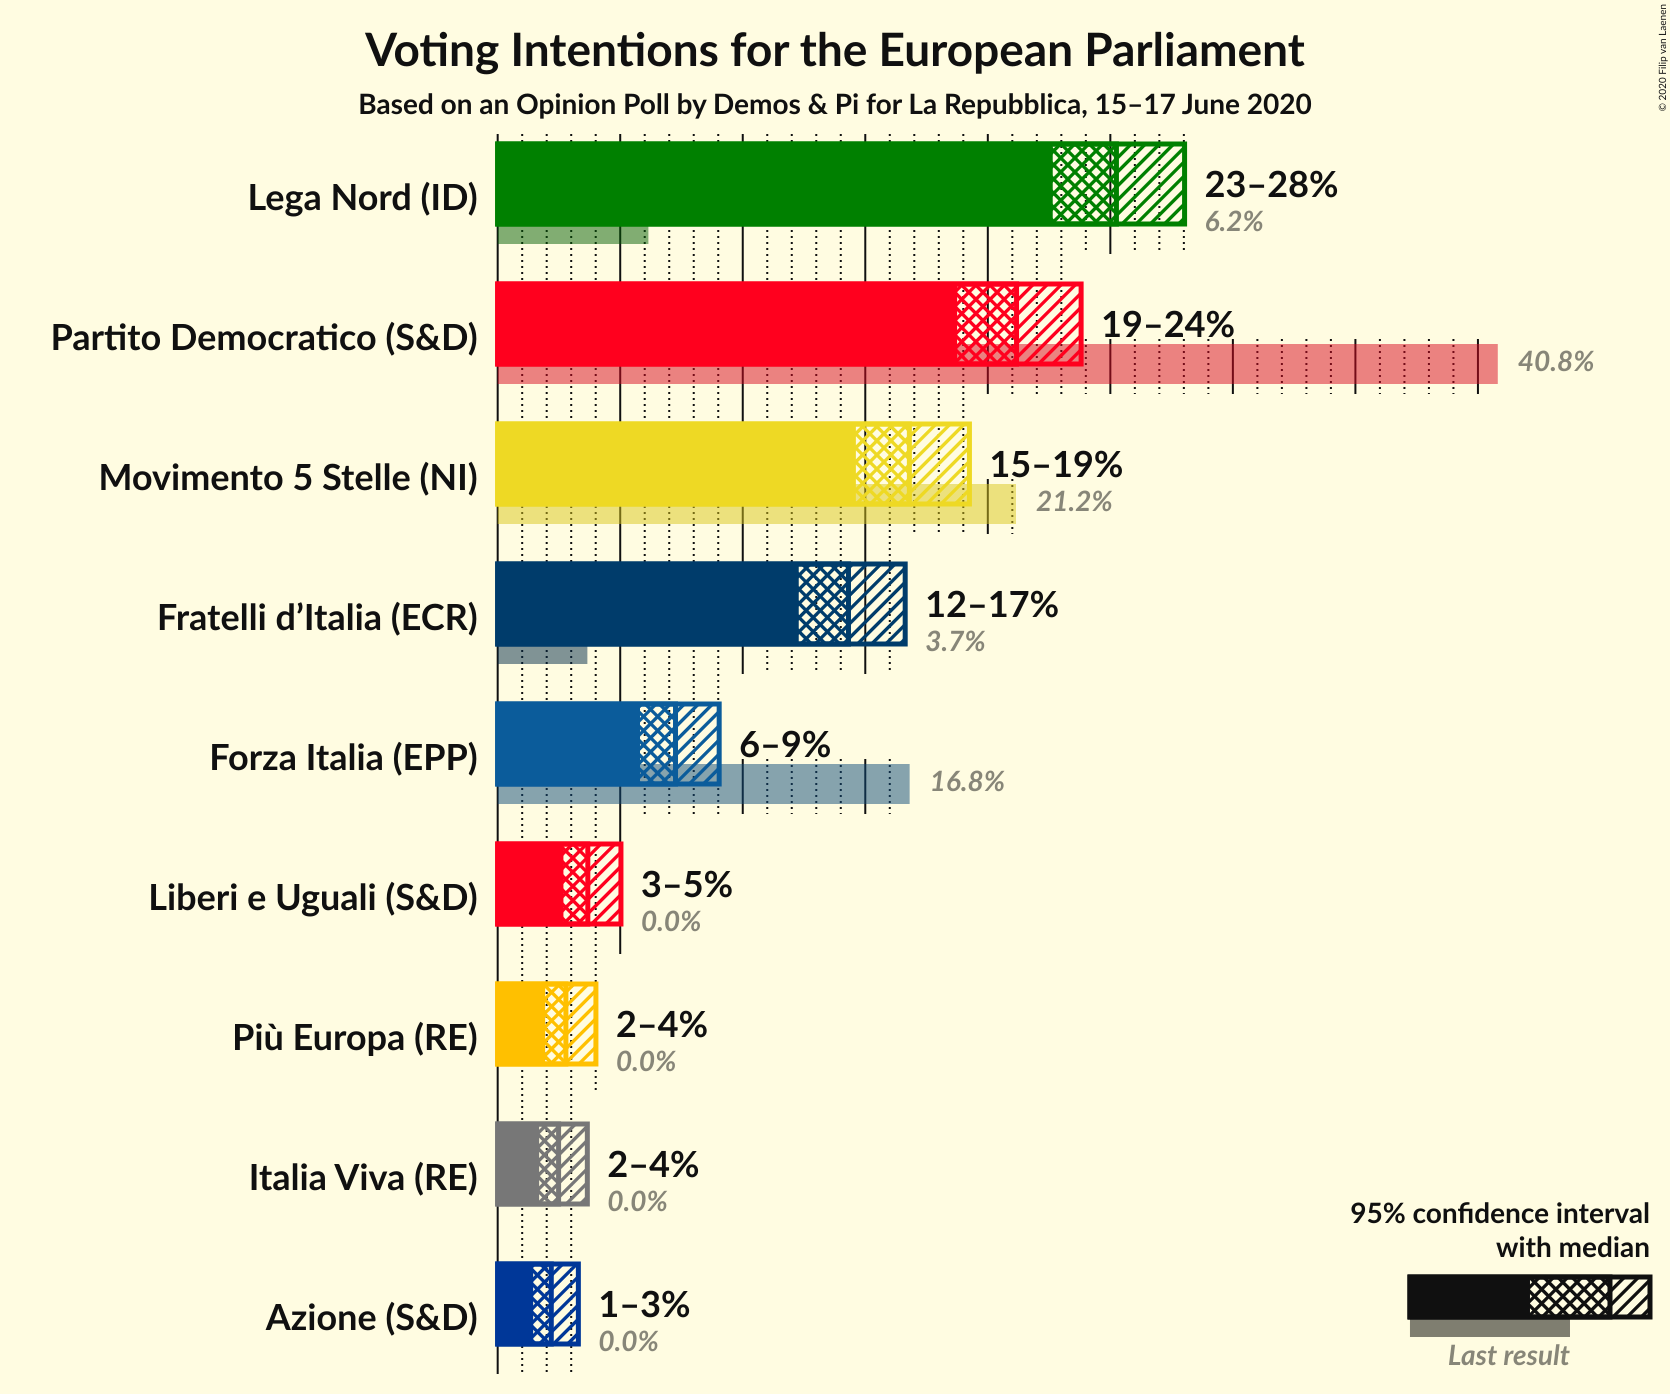 Voting Intentions for the European Parliament
Based on an Opinion Poll by Demos & Pi for La Repubblica, 15–17 June 2020
© 2020 Filip van Laenen
Lega Nord (ID)
23–28%
6.2%
Partito Democratico (S&D)
19–24%
40.8%
Movimento 5 Stelle (NI)
15–19%
21.2%
Fratelli d’Italia (ECR)
12–17%
3.7%
Forza Italia (EPP)
6–9%
16.8%
Liberi e Uguali (S&D)
3–5%
0.0%
Più Europa (RE)
2–4%
0.0%
Italia Viva (RE)
2–4%
0.0%
Azione (S&D)
1–3%
0.0%
95% confidence interval
with median
Last result